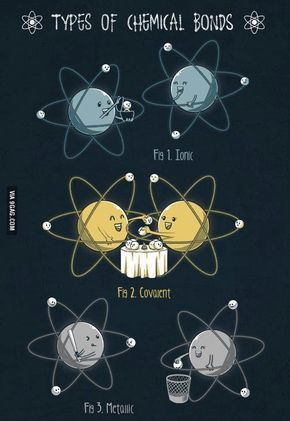 TYPES OF CHEMICAL BONDS
Fig 1. Ionic
VIA 9GAG.COM
Fig 2. Covalent
Fig 3. Metallic